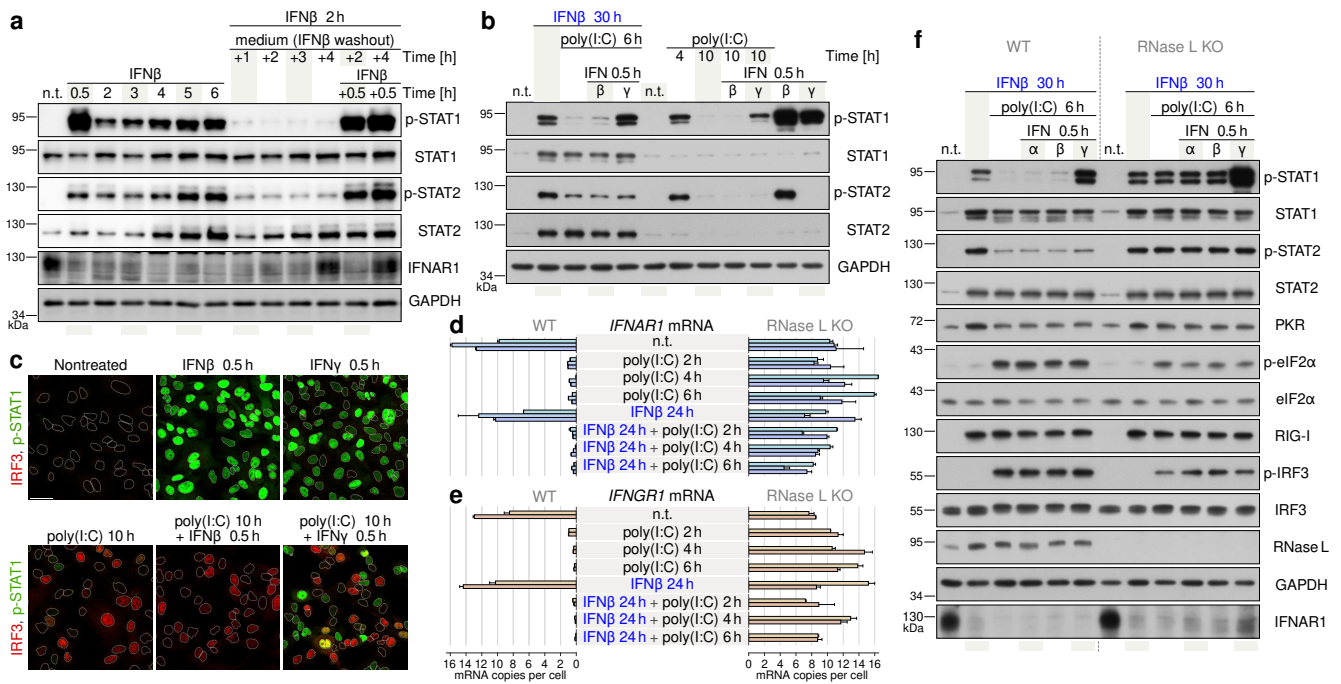 a
IFNβ 2 h
medium (IFNβ washout)
+1 +2 +3 +4 +2 +4 Time [h]
IFNβ IFNβ
n.t. 0.5 2 3 4 5 6 Time [h] +0.5 +0.5
95 p-STAT1
95 STAT1
130 p-STAT2
130 STAT2
130 IFNAR1
34 GAPDH
kDa
b
IFNβ 30 h
poly(I:C) 6 h poly(I:C)
4 10 10 10 Time [h]
IFN 0.5 h IFN 0.5 h
β γ n.t. β γ β γ
95 p-STAT1
95 STAT1
130 p-STAT2
130 STAT2
GAPDH
34
kDa
c
Nontreated IFNβ 0.5 h IFNγ 0.5 h
IRF3, p-STAT1
poly(I:C) 10 h poly(I:C) 10 h + IFNβ 0.5 h poly(I:C) 10 h + IFNγ 0.5 h
IRF3, p-STAT1
d
WT IFNAR1 mRNA RNase L KO
n.t.
poly(I:C) 2 h
poly(I:C) 4 h
poly(I:C) 6 h
IFNβ 24 h
IFNβ 24 h + poly(I:C) 2 h
IFNβ 24 h + poly(I:C) 4 h
IFNβ 24 h + poly(I:C) 6 h
e
WT IFNGR1 mRNA RNase L KO
n.t.
poly(I:C) 2 h
poly(I:C) 4 h
poly(I:C) 6 h
IFNβ 24 h
IFNβ 24 h + poly(I:C) 2 h
IFNβ 24 h + poly(I:C) 4 h
IFNβ 24 h + poly(I:C) 6 h
16 14 12 10 8 6 4 2 0 0 2 4 6 8 10 12 14 16
mRNA copies per cell mRNA copies per cell
f
WT RNase L KO
IFNβ 30 h IFNβ 30 h
poly(I:C) 6 h poly(I:C) 6 h
IFN 0.5 h IFN 0.5 h
n.t. α β γ n.t. α β γ
95 p-STAT1
95 STAT1
130 p-STAT2
130 STAT2
72 PKR
43 p-eIF2α
43 eIF2α
130 RIG-I
55 p-IRF3
55 IRF3
95 RNase L
GAPDH
34
130 IFNAR1
kDa